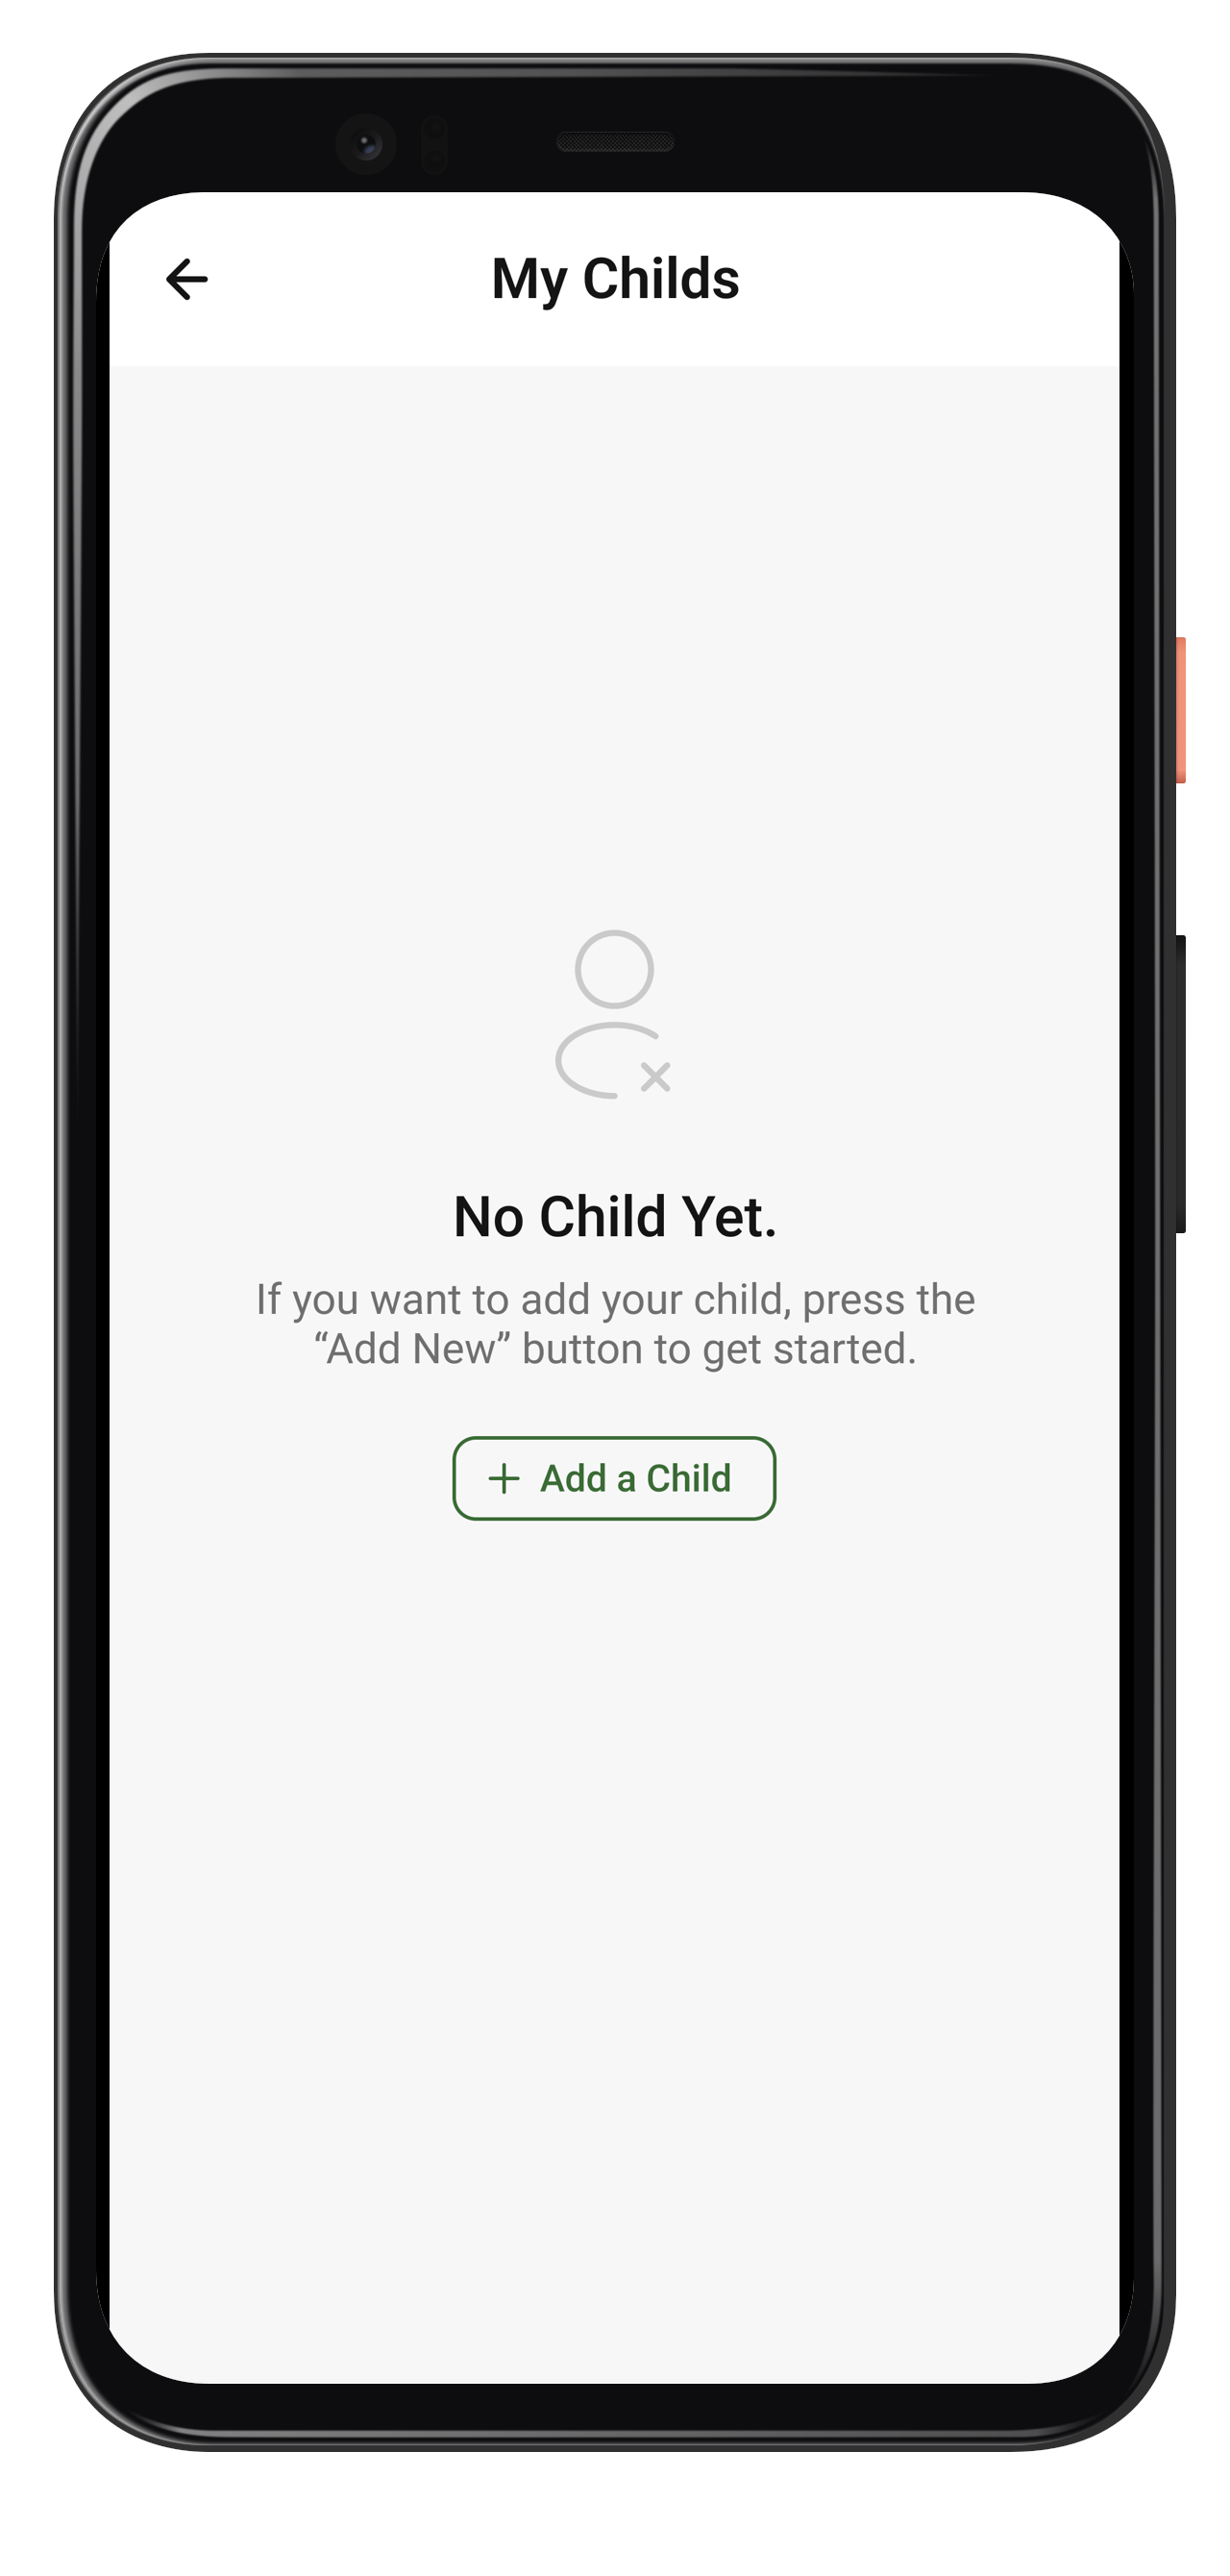 My Childs
No Child Yet.
If you want to add your child, press the
“Add New” button to get started.
Add a Child